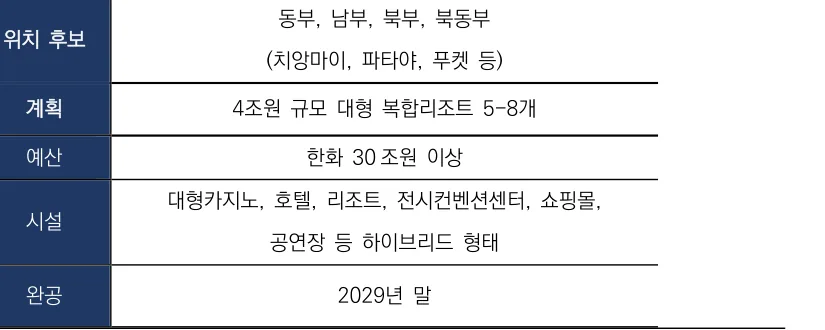 위치 후보
동부, 남부, 북부, 북동부
(치앙마이, 파타야, 푸켓 등)
계획
4조원 규모 대형 복합리조트 5-8개
예산
한화 30조원 이상
시설
대형카지노, 호텔, 리조트, 전시컨벤션센터, 쇼핑몰,
공연장 등 하이브리드 형태
완공
2029년 말